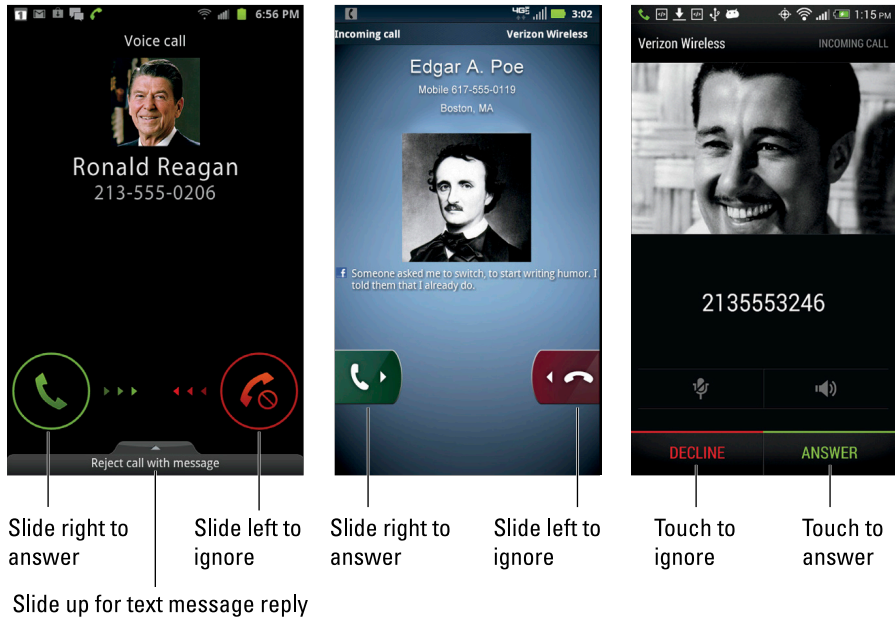 6:56 PM
Voice call
Ronald Reagan
213-555-0206
Reject call with message
4G 3:02
Incoming call Verizon Wireless
Edgar A. Poe
Mobile 617-555-0119
Boston, MA
f Someone asked me to switch, to start writing humor. I
told them that I already do.
1:15 PM
Verizon Wireless INCOMING CALL
2135553246
DECLINE ANSWER
Slide right to
answer
Slide left to
ignore
Slide right to
answer
Slide left to
ignore
Touch to
ignore
Touch to
answer
Slide up for text message reply